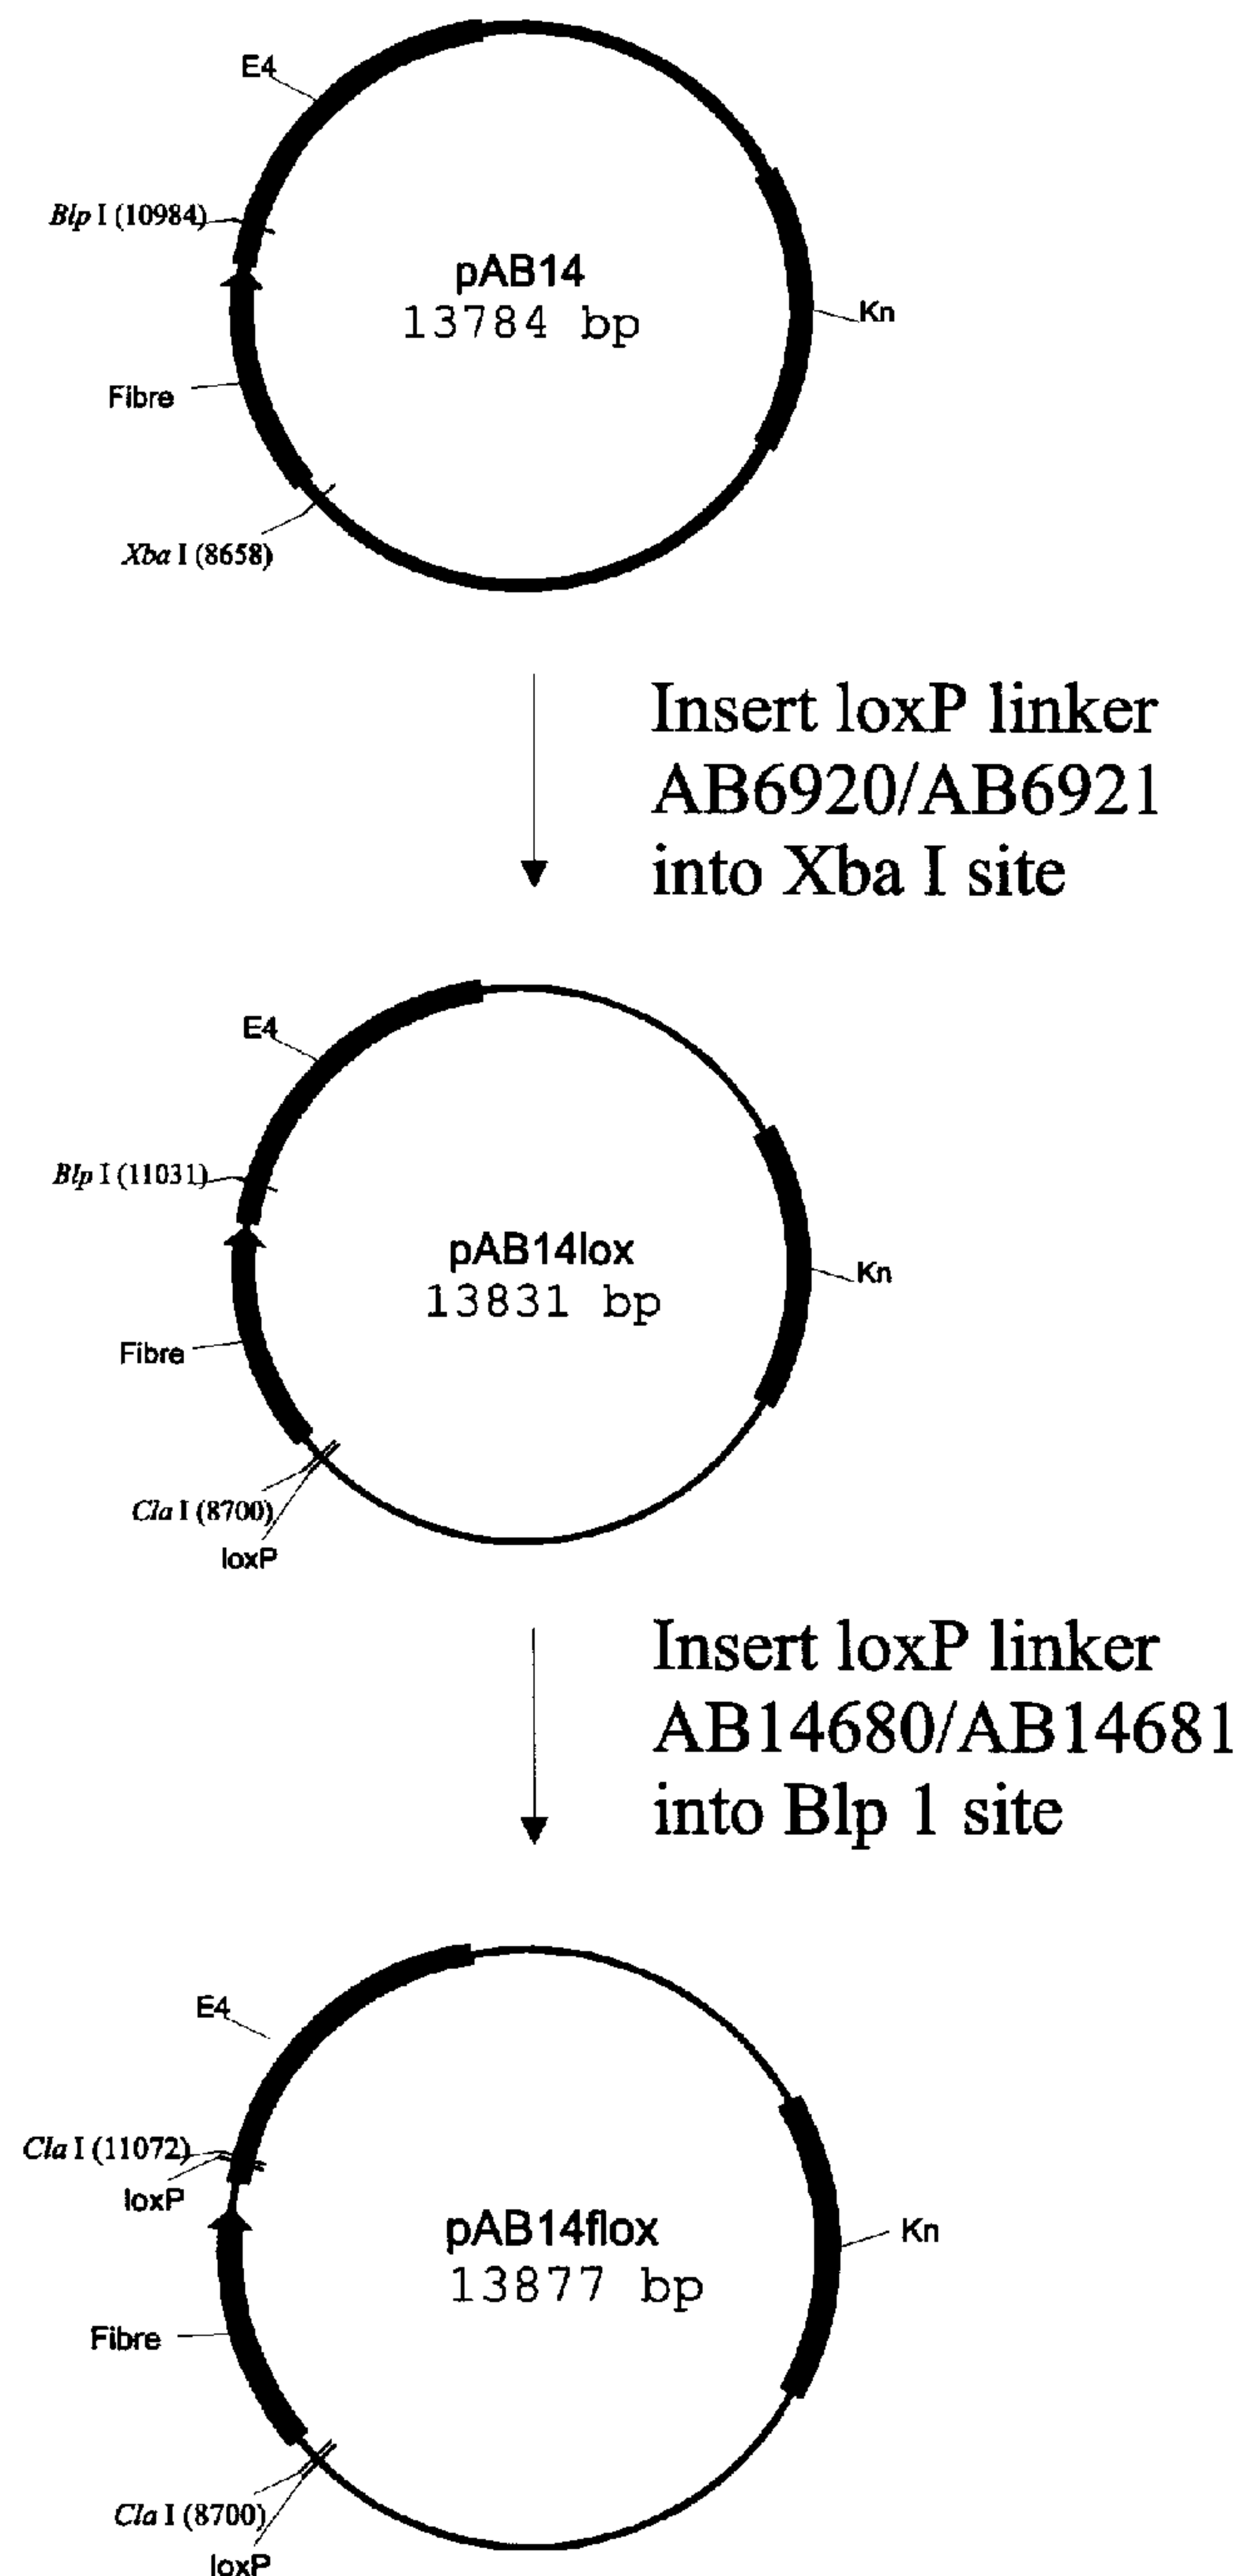 E4
Blp I (10984)
pAB14
13784 bp
Kn
Fibre
Xba I (8658)
Insert loxP linker
AB6920/AB6921
into Xba I site
E4
Blp I (11031)
pAB14lox
13831 bp
Kn
Fibre
Cla I (8700)
loxP
Insert loxP linker
AB14680/AB14681
into Blp 1 site
E4
Cla I (11072)
loxP
pAB14flox
13877 bp
Kn
Fibre
Cla I (8700)
loxP